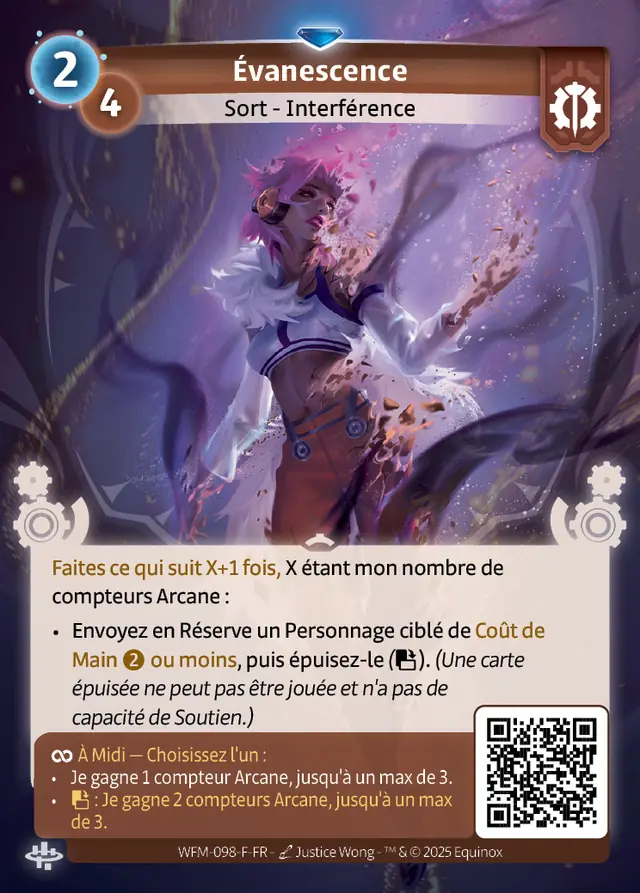 2
4
Évanescence
Sort - Interférence
Faites ce qui suit X+1 fois, X étant mon nombre de
compteurs Arcane :
• Envoyez en Réserve un Personnage ciblé de Coût de
Main 2 ou moins, puis épuisez-le (). (Une carte
épuisée ne peut pas être jouée et n'a pas de
capacité de Soutien.)
∞ À Midi — Choisissez l'un :
• Je gagne 1 compteur Arcane, jusqu'à un max de 3.
• : Je gagne 2 compteurs Arcane, jusqu'à un max
de 3.
WFM-098-F-FR - Justice Wong - ™ & © 2025 Equinox